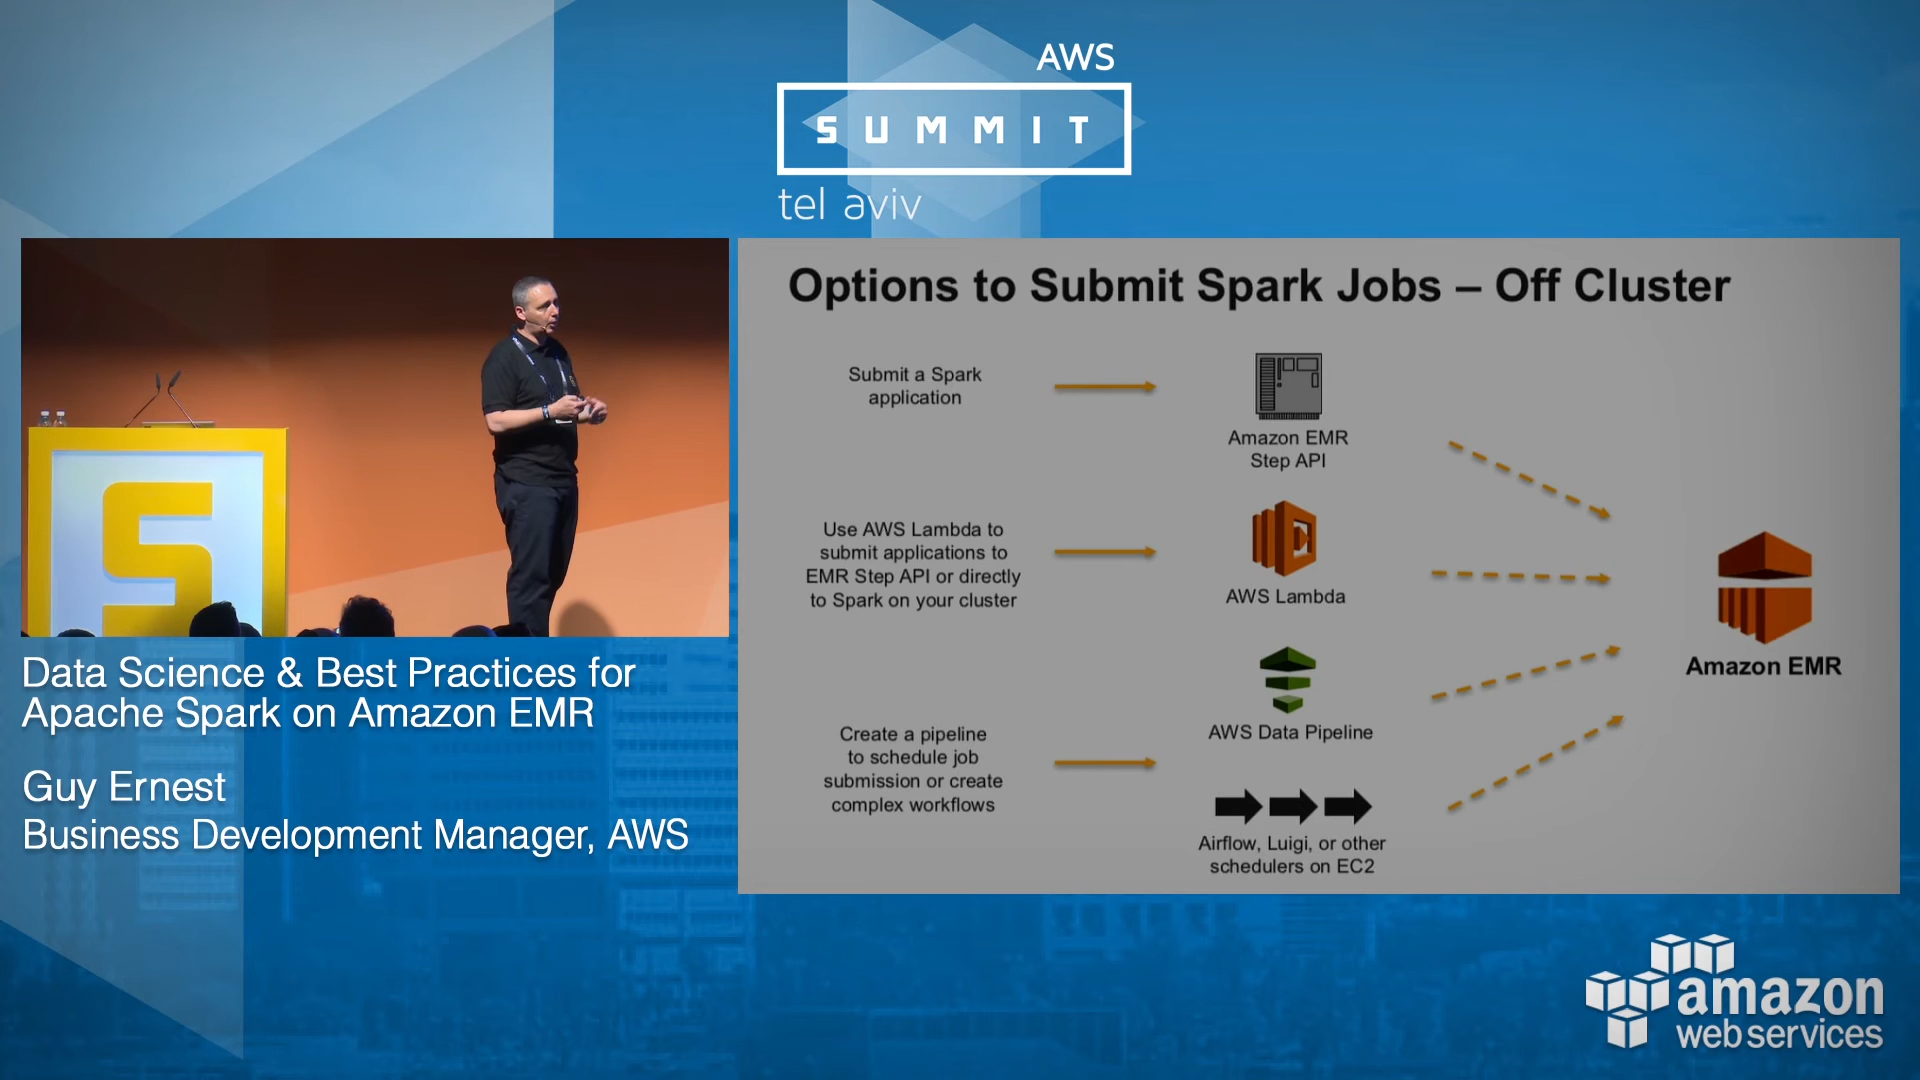 AWS
SUMMIT
tel aviv
Options to Submit Spark Jobs – Off Cluster
Submit a Spark
application
Amazon EMR
Step API
Use AWS Lambda to
submit applications to
EMR Step API or directly
to Spark on your cluster
AWS Lambda
Amazon EMR
AWS Data Pipeline
Create a pipeline
to schedule job
submission or create
complex workflows
Airflow, Luigi, or other
schedulers on EC2
S
Data Science & Best Practices for
Apache Spark on Amazon EMR
Guy Ernest
Business Development Manager, AWS
amazon
web services